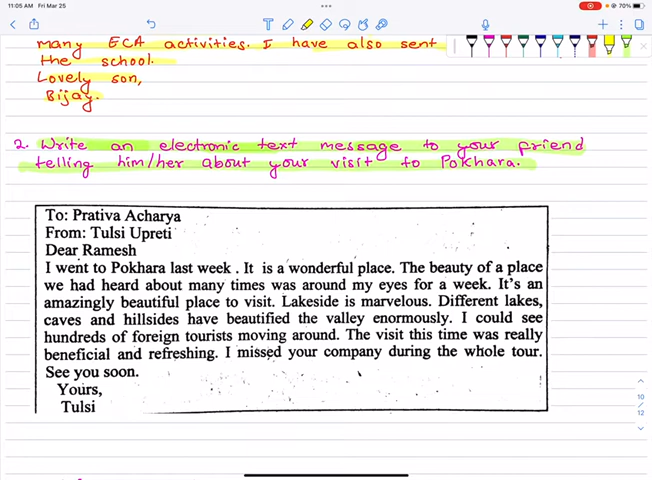 11:05 AM Fri Mar 25
70%
many ECA activities. I have also sent
the school.
Lovely son,
Bijay.
2. Write an electronic text message to your friend
telling him/her about your visit to Pokhara.
To: Prativa Acharya
From: Tulsi Upreti
Dear Ramesh
I went to Pokhara last week . It is a wonderful place. The beauty of a place
we had heard about many times was around my eyes for a week. It's an
amazingly beautiful place to visit. Lakeside is marvelous. Different lakes,
caves and hillsides have beautified the valley enormously. I could see
hundreds of foreign tourists moving around. The visit this time was really
beneficial and refreshing. I missed your company during the whole tour.
See you soon.
Yours,
Tulsi
10
/
12